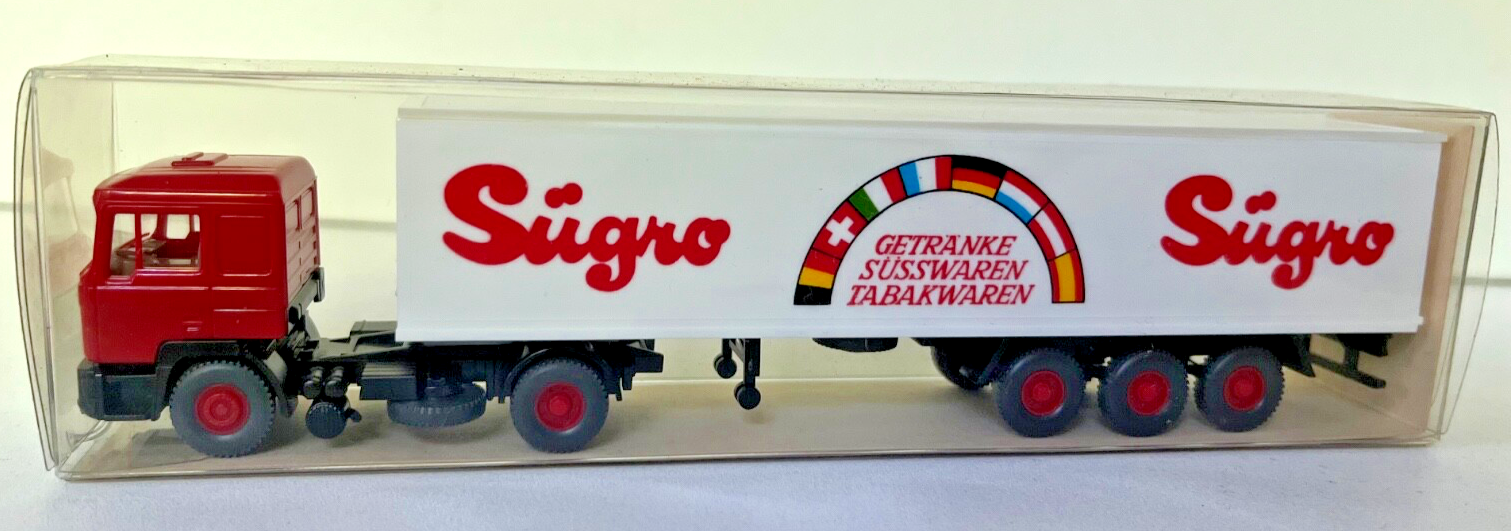 Sügro
GETRÄNKE
SÜSSWAREN
TABAKWAREN
Sügro